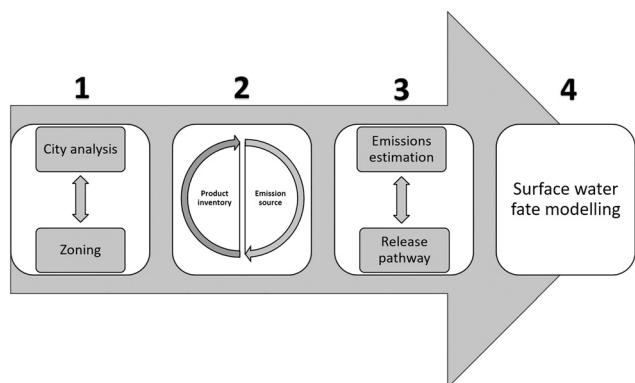 1
City analysis
Zoning
2
Product
inventory
Emission
source
3
Emissions
estimation
Release
pathway
4
Surface water
fate modelling